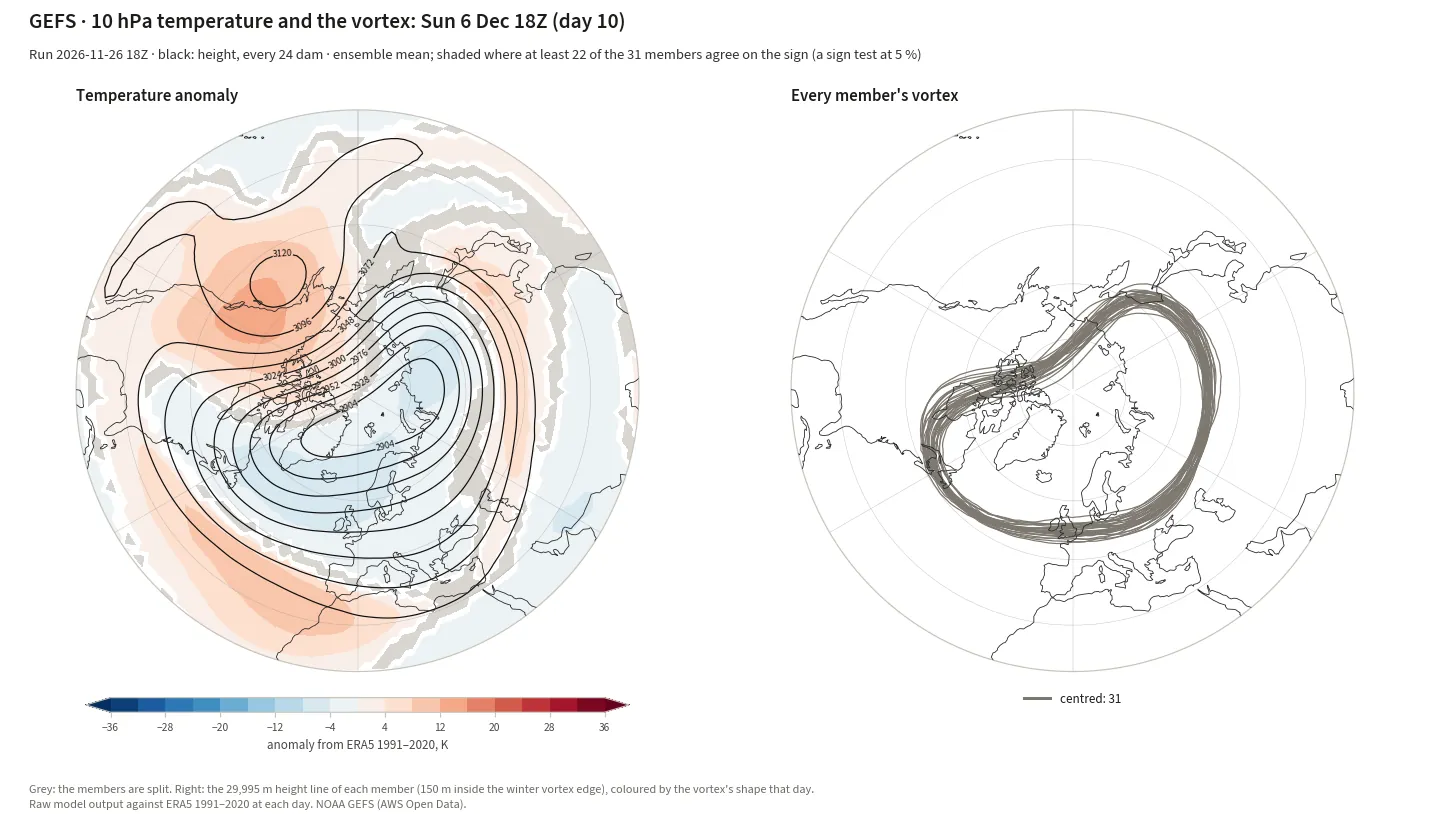 GEFS · 10 hPa temperature and the vortex: Sun 6 Dec 18Z (day 10)
Run 2026-11-26 18Z · black: height, every 24 dam · ensemble mean; shaded where at least 22 of the 31 members agree on the sign (a sign test at 5 %)
Temperature anomaly
Every member's vortex
3120
3072
3096
3048
3024
3000
2976
2952
2928
2904
2904
−36 −28 −20 −12 −4 4 12 20 28 36
anomaly from ERA5 1991–2020, K
centred: 31
Grey: the members are split. Right: the 29,995 m height line of each member (150 m inside the winter vortex edge), coloured by the vortex's shape that day.
Raw model output against ERA5 1991–2020 at each day. NOAA GEFS (AWS Open Data).